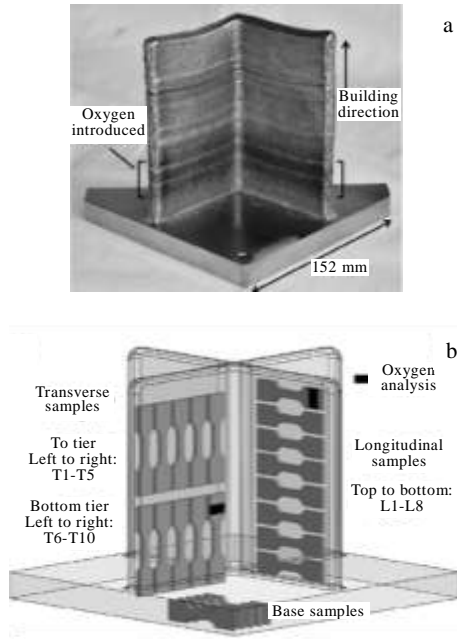 a
Oxygen
introduced
Building
direction
152 mm
b
Oxygen
analysis
Transverse
samples
To tier
Left to right:
T1-T5
Bottom tier
Left to right:
T6-T10
Longitudinal
samples
Top to bottom:
L1-L8
Base samples